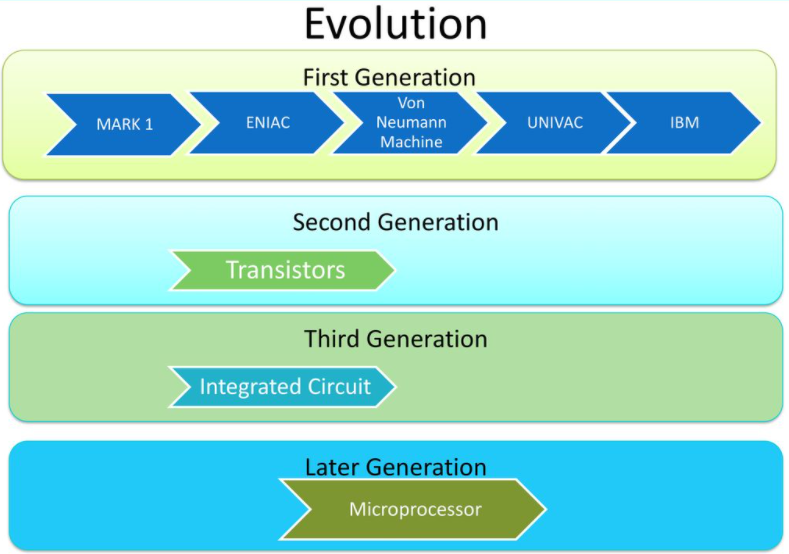 Evolution
First Generation
MARK 1
ENIAC
Von
Neumann
Machine
UNIVAC
IBM
Second Generation
Transistors
Third Generation
Integrated Circuit
Later Generation
Microprocessor